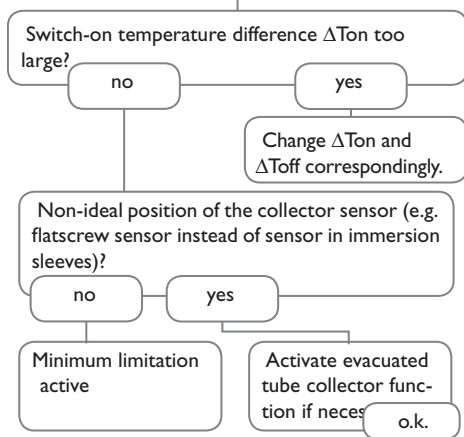 Switch-on temperature difference ΔTon too
large?
no
yes
Change ΔTon and
ΔToff correspondingly.
Non-ideal position of the collector sensor (e.g.
flatscrew sensor instead of sensor in immersion
sleeves)?
no
yes
Minimum limitation
active
Activate evacuated
tube collector func-
tion if neces
o.k.